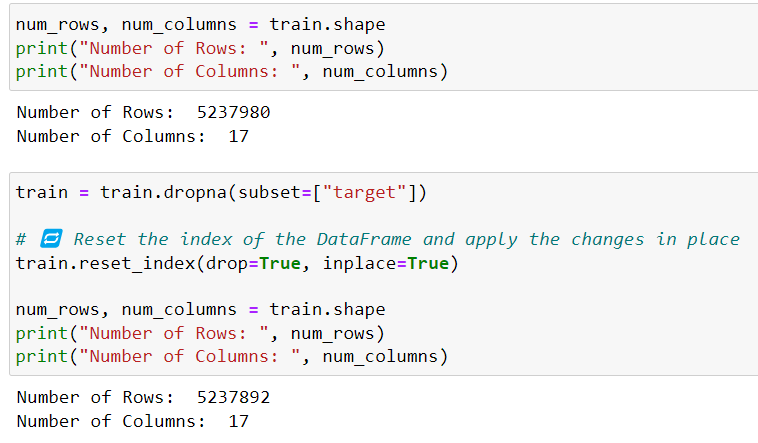 num_rows, num_columns = train.shape
print("Number of Rows: ", num_rows)
print("Number of Columns: ", num_columns)
Number of Rows:  5237980
Number of Columns:  17
train = train.dropna(subset=["target"])
# 🔁 Reset the index of the DataFrame and apply the changes in place
train.reset_index(drop=True, inplace=True)
num_rows, num_columns = train.shape
print("Number of Rows: ", num_rows)
print("Number of Columns: ", num_columns)
Number of Rows:  5237892
Number of Columns:  17